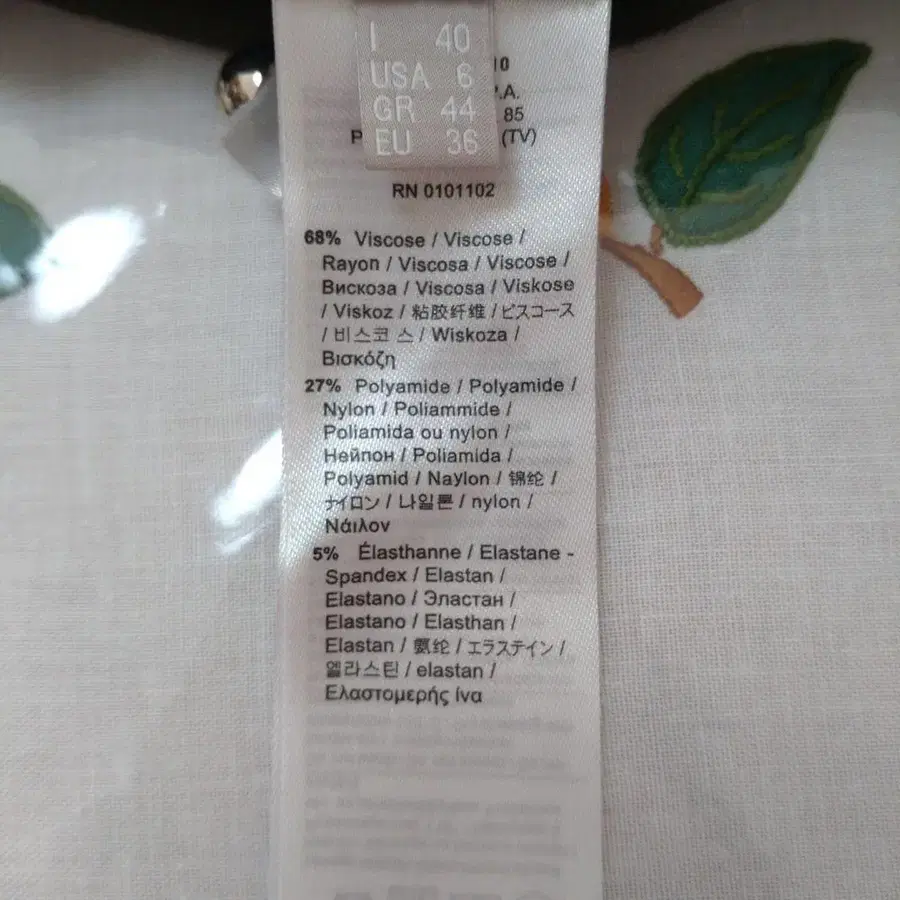 I 40
USA 6
GR 44
EU 36
10
P.A.
85
P
(TV)
RN 0101102
68% Viscose / Viscose /
Rayon / Viscosa / Viscose /
Вискоза / Viscosa / Viskose
/ Viskoz / 粘胶纤维 / ビスコース
/ 비스코 스 / Wiskoza /
Βισκόζη
27% Polyamide / Polyamide /
Nylon / Poliammide /
Poliamida ou nylon /
Нейпон / Poliamida /
Polyamid / Naylon / 锦纶 /
ナイロン / 나일론 / nylon /
Νάιλον
5% Élasthanne / Elastane -
Spandex / Elastan /
Elastano / Эластан /
Elastano / Elasthan /
Elastan / 氨纶 / エラステイン /
엘라스틴 / elastan /
Ελαστομερής ίνα